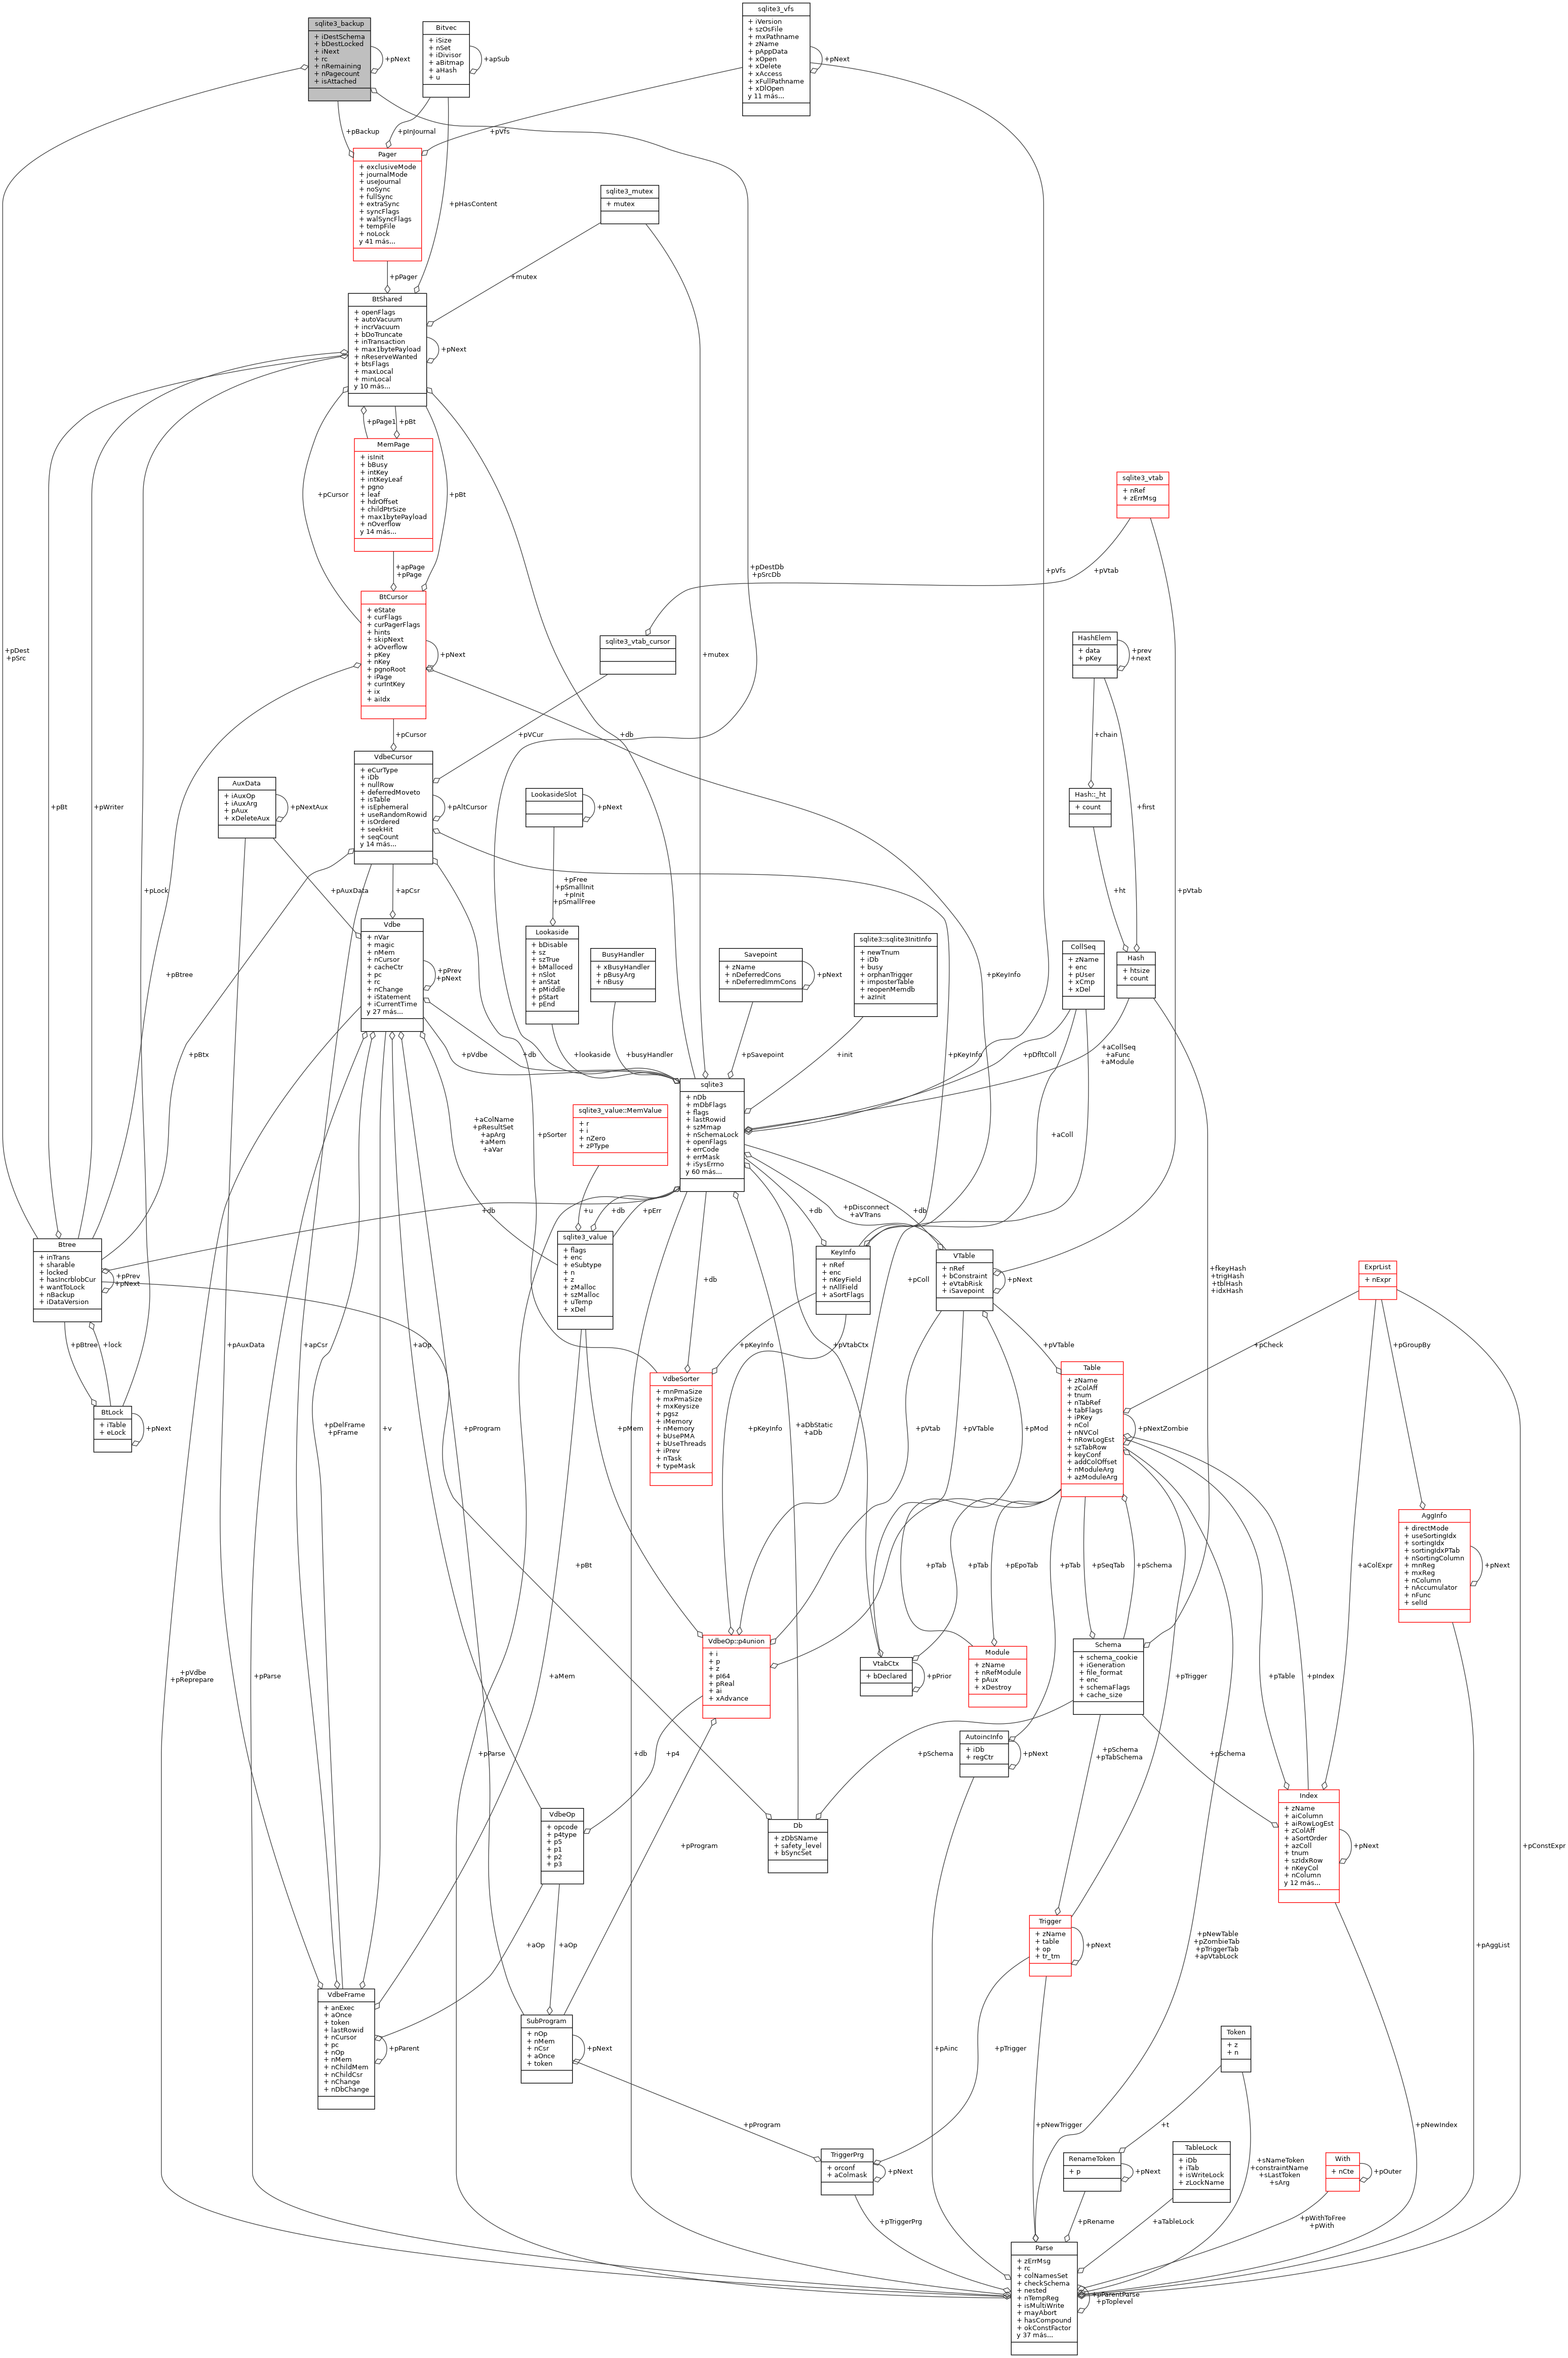 sqlite3_backup
+ iDestSchema
+ bDestLocked
+ iNext
+ rc
+ nRemaining
+ nPagecount
+ isAttached
+pNext
Bitvec
+ iSize
+ nSet
+ iDivisor
+ aBitmap
+ aHash
+ u
+apSub
sqlite3_vfs
+ iVersion
+ szOsFile
+ mxPathname
+ zName
+ pAppData
+ xOpen
+ xDelete
+ xAccess
+ xFullPathname
+ xDlOpen
y 11 más...
+pNext
+pBackup
+pInJournal
+pVfs
Pager
+ exclusiveMode
+ journalMode
+ useJournal
+ noSync
+ fullSync
+ extraSync
+ syncFlags
+ walSyncFlags
+ tempFile
+ noLock
y 41 más...
+pHasContent
sqlite3_mutex
+ mutex
+pPager
+mutex
BtShared
+ openFlags
+ autoVacuum
+ incrVacuum
+ bDoTruncate
+ inTransaction
+ max1bytePayload
+ nReserveWanted
+ btsFlags
+ maxLocal
+ minLocal
y 10 más...
+pNext
+pPage1
+pBt
MemPage
+ isInit
+ bBusy
+ intKey
+ intKeyLeaf
+ pgno
+ leaf
+ hdrOffset
+ childPtrSize
+ max1bytePayload
+ nOverflow
y 14 más...
+pCursor
+pBt
sqlite3_vtab
+ nRef
+ zErrMsg
+apPage
+pPage
+pDestDb
+pSrcDb
+pVfs
+pVtab
BtCursor
+ eState
+ curFlags
+ curPagerFlags
+ hints
+ skipNext
+ aOverflow
+ pKey
+ nKey
+ pgnoRoot
+ iPage
+ curIntKey
+ ix
+ aiIdx
+pNext
+pDest
+pSrc
sqlite3_vtab_cursor
+mutex
HashElem
+ data
+ pKey
+prev
+next
+pCursor
+pVCur
+db
+chain
VdbeCursor
+ eCurType
+ iDb
+ nullRow
+ deferredMoveto
+ isTable
+ isEphemeral
+ useRandomRowid
+ isOrdered
+ seekHit
+ seqCount
y 14 más...
+pAltCursor
AuxData
+ iAuxOp
+ iAuxArg
+ pAux
+ xDeleteAux
+pNextAux
LookasideSlot
+pNext
Hash::_ht
+ count
+first
+pBt
+pWriter
+pLock
+pAuxData
+apCsr
+pFree
+pSmallInit
+pInit
+pSmallFree
+ht
+pVtab
Vdbe
+ nVar
+ magic
+ nMem
+ nCursor
+ cacheCtr
+ pc
+ rc
+ nChange
+ iStatement
+ iCurrentTime
y 27 más...
+pPrev
+pNext
+pBtree
Lookaside
+ bDisable
+ sz
+ szTrue
+ bMalloced
+ nSlot
+ anStat
+ pMiddle
+ pStart
+ pEnd
BusyHandler
+ xBusyHandler
+ pBusyArg
+ nBusy
Savepoint
+ zName
+ nDeferredCons
+ nDeferredImmCons
+pNext
sqlite3::sqlite3InitInfo
+ newTnum
+ iDb
+ busy
+ orphanTrigger
+ imposterTable
+ reopenMemdb
+ azInit
+pKeyInfo
CollSeq
+ zName
+ enc
+ pUser
+ xCmp
+ xDel
Hash
+ htsize
+ count
+pBtx
+pVdbe
+db
+lookaside
+busyHandler
+pSavepoint
+init
+pKeyInfo
+pDfltColl
+aCollSeq
+aFunc
+aModule
sqlite3
+ nDb
+ mDbFlags
+ flags
+ lastRowid
+ szMmap
+ nSchemaLock
+ openFlags
+ errCode
+ errMask
+ iSysErrno
y 60 más...
sqlite3_value::MemValue
+ r
+ i
+ nZero
+ zPType
+aColName
+pResultSet
+apArg
+aMem
+aVar
+pSorter
+aColl
+db
+u
+db
+pErr
+db
+pDisconnect
+aVTrans
+db
Btree
+ inTrans
+ sharable
+ locked
+ hasIncrblobCur
+ wantToLock
+ nBackup
+ iDataVersion
+pPrev
+pNext
sqlite3_value
+ flags
+ enc
+ eSubtype
+ n
+ z
+ zMalloc
+ szMalloc
+ uTemp
+ xDel
KeyInfo
+ nRef
+ enc
+ nKeyField
+ nAllField
+ aSortFlags
VTable
+ nRef
+ bConstraint
+ eVtabRisk
+ iSavepoint
+pNext
+db
+pColl
+fkeyHash
+trigHash
+tblHash
+idxHash
ExprList
+ nExpr
+pBtree
+lock
+pAuxData
+apCsr
+aOp
+pKeyInfo
+pVtabCtx
+pVTable
+pCheck
+pGroupBy
BtLock
+ iTable
+ eLock
+pNext
+pDelFrame
+pFrame
+v
+pProgram
+pMem
VdbeSorter
+ mnPmaSize
+ mxPmaSize
+ mxKeysize
+ pgsz
+ iMemory
+ nMemory
+ bUsePMA
+ bUseThreads
+ iPrev
+ nTask
+ typeMask
+pKeyInfo
+aDbStatic
+aDb
+pVtab
+pVTable
+pMod
Table
+ zName
+ zColAff
+ tnum
+ nTabRef
+ tabFlags
+ iPKey
+ nCol
+ nNVCol
+ nRowLogEst
+ szTabRow
+ keyConf
+ addColOffset
+ nModuleArg
+ azModuleArg
+pNextZombie
AggInfo
+ directMode
+ useSortingIdx
+ sortingIdx
+ sortingIdxPTab
+ nSortingColumn
+ mnReg
+ mxReg
+ nColumn
+ nAccumulator
+ nFunc
+ selId
+pNext
+pBt
+pTab
+pTab
+pEpoTab
+pTab
+pSeqTab
+pSchema
+aColExpr
VdbeOp::p4union
+ i
+ p
+ z
+ pI64
+ pReal
+ ai
+ xAdvance
VtabCtx
+ bDeclared
+pPrior
Module
+ zName
+ nRefModule
+ pAux
+ xDestroy
Schema
+ schema_cookie
+ iGeneration
+ file_format
+ enc
+ schemaFlags
+ cache_size
+pVdbe
+pReprepare
+pParse
+aMem
+pTrigger
+pTable
+pIndex
+pParse
+db
+p4
+pSchema
AutoincInfo
+ iDb
+ regCtr
+pNext
+pSchema
+pTabSchema
+pSchema
VdbeOp
+ opcode
+ p4type
+ p5
+ p1
+ p2
+ p3
Db
+ zDbSName
+ safety_level
+ bSyncSet
Index
+ zName
+ aiColumn
+ aiRowLogEst
+ zColAff
+ aSortOrder
+ azColl
+ tnum
+ szIdxRow
+ nKeyCol
+ nColumn
y 12 más...
+pNext
+pProgram
+pConstExpr
+aOp
+aOp
Trigger
+ zName
+ table
+ op
+ tr_tm
+pNext
+pNewTable
+pZombieTab
+pTriggerTab
+apVtabLock
+pAggList
VdbeFrame
+ anExec
+ aOnce
+ token
+ lastRowid
+ nCursor
+ pc
+ nOp
+ nMem
+ nChildMem
+ nChildCsr
+ nChange
+ nDbChange
+pParent
SubProgram
+ nOp
+ nMem
+ nCsr
+ aOnce
+ token
+pNext
+pAinc
+pTrigger
Token
+ z
+ n
+pProgram
+pNewTrigger
+t
+pNewIndex
TriggerPrg
+ orconf
+ aColmask
+pNext
RenameToken
+ p
+pNext
TableLock
+ iDb
+ iTab
+ isWriteLock
+ zLockName
+sNameToken
+constraintName
+sLastToken
+sArg
With
+ nCte
+pOuter
+pTriggerPrg
+pRename
+aTableLock
+pWithToFree
+pWith
Parse
+ zErrMsg
+ rc
+ colNamesSet
+ checkSchema
+ nested
+ nTempReg
+ isMultiWrite
+ mayAbort
+ hasCompound
+ okConstFactor
y 37 más...
+pParentParse
+pToplevel